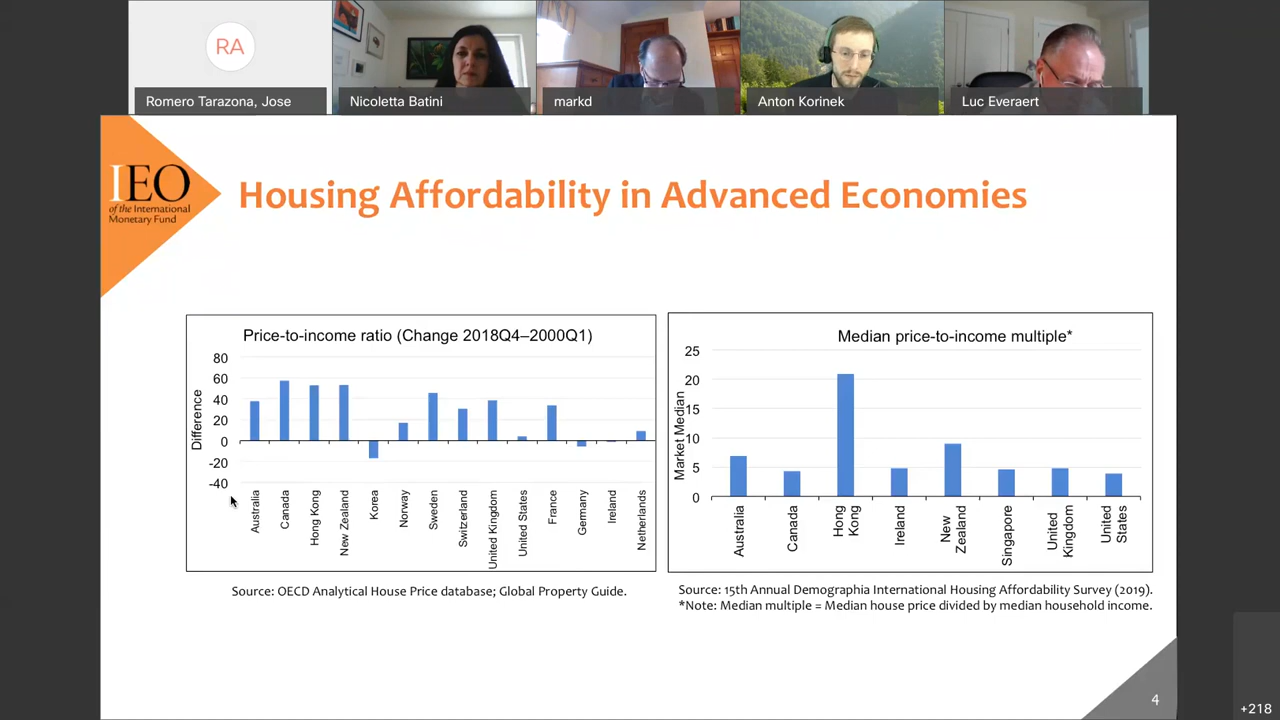 RA
Romero Tarazona, Jose
Nicoletta Batini
markd
Anton Korinek
Luc Everaert
IEO
of the International
Monetary Fund
Housing Affordability in Advanced Economies
Price-to-income ratio (Change 2018Q4–2000Q1)
Difference
80
60
40
20
0
-20
-40
Australia
Canada
Hong Kong
New Zealand
Korea
Norway
Sweden
Switzerland
United Kingdom
United States
France
Germany
Ireland
Netherlands
Source: OECD Analytical House Price database; Global Property Guide.
Median price-to-income multiple*
Market Median
25
20
15
10
5
0
Australia
Canada
Hong
Kong
Ireland
New
Zealand
Singapore
United
Kingdom
United
States
Source: 15th Annual Demographia International Housing Affordability Survey (2019).
*Note: Median multiple = Median house price divided by median household income.
4
+218